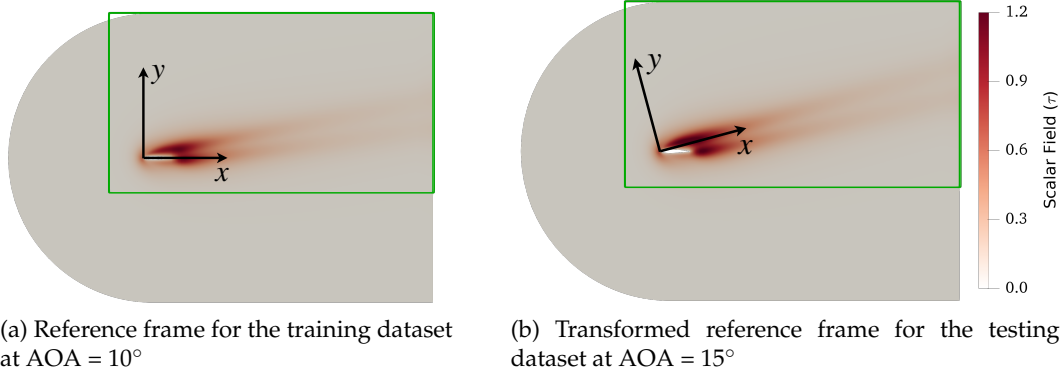 y
x
y
x
1.2
0.9
0.6
0.3
0.0
Scalar Field (τ)
(a) Reference frame for the training dataset
at AOA = 10°
(b) Transformed reference frame for the testing
dataset at AOA = 15°